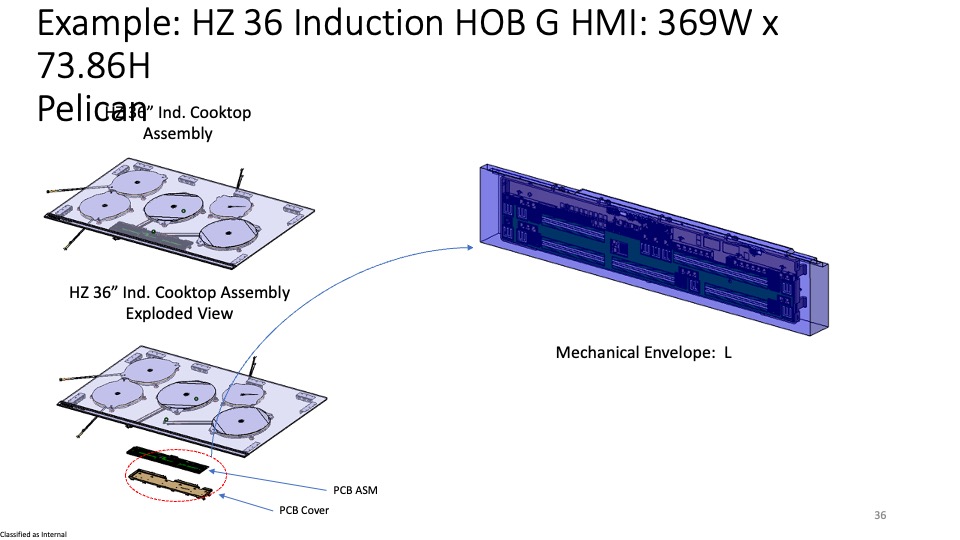 Example: HZ 36 Induction HOB G HMI: 369W x
73.86H
Pelican
HZ 36” Ind. Cooktop
Assembly
HZ 36” Ind. Cooktop Assembly
Exploded View
Mechanical Envelope:  L
PCB ASM
PCB Cover
36
Classified as Internal